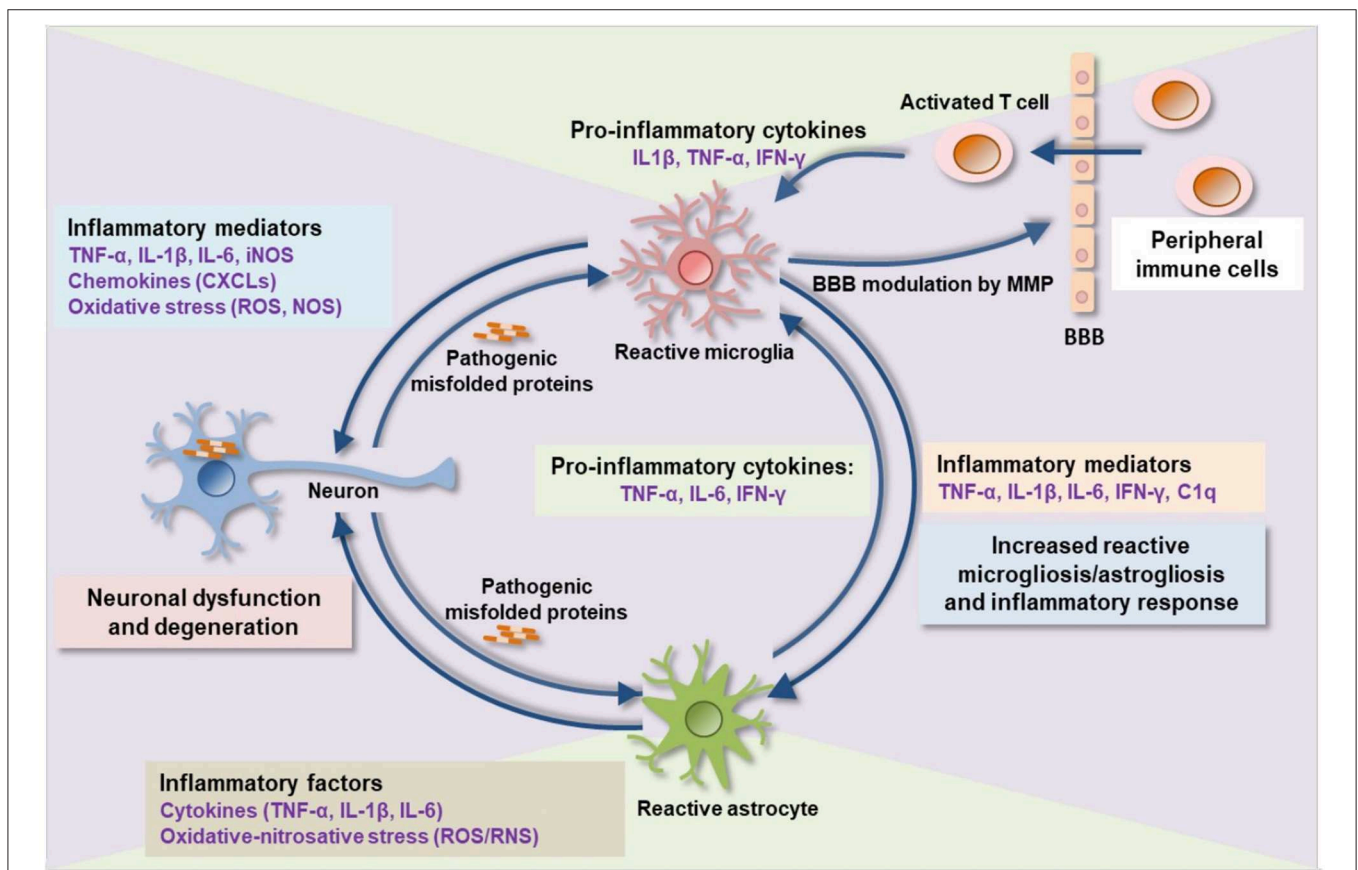 Activated T cell
Pro-inflammatory cytokines
IL1β, TNF-α, IFN-γ
Inflammatory mediators
TNF-α, IL-1β, IL-6, iNOS
Chemokines (CXCLs)
Oxidative stress (ROS, NOS)
Peripheral
immune cells
BBB modulation by MMP
BBB
Reactive microglia
Pathogenic
misfolded proteins
Pro-inflammatory cytokines:
TNF-α, IL-6, IFN-γ
Inflammatory mediators
TNF-α, IL-1β, IL-6, IFN-γ, C1q
Neuron
Increased reactive
microgliosis/astrogliosis
and inflammatory response
Neuronal dysfunction
and degeneration
Pathogenic
misfolded proteins
Inflammatory factors
Cytokines (TNF-α, IL-1β, IL-6)
Oxidative-nitrosative stress (ROS/RNS)
Reactive astrocyte